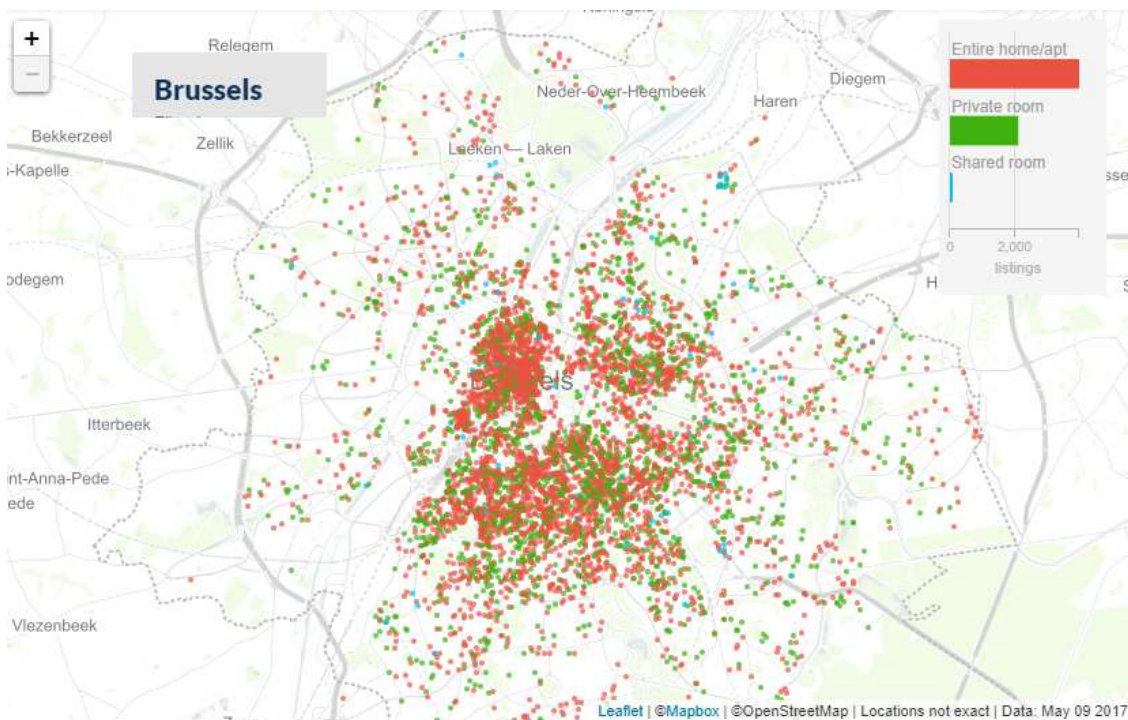 +
−
Brussels
Relegem
Bekkerzeel
Zellik
s-Kapelle
Neder-Over-Heembeek
Diegem
Haren
Laeken — Laken
odegem
Itterbeek
nt-Anna-Pede
ede
Vlezenbeek
Entire home/apt
Private room
Shared room
0
2,000
listings
H
Leaflet | ©Mapbox | ©OpenStreetMap | Locations not exact | Data: May 09 2017